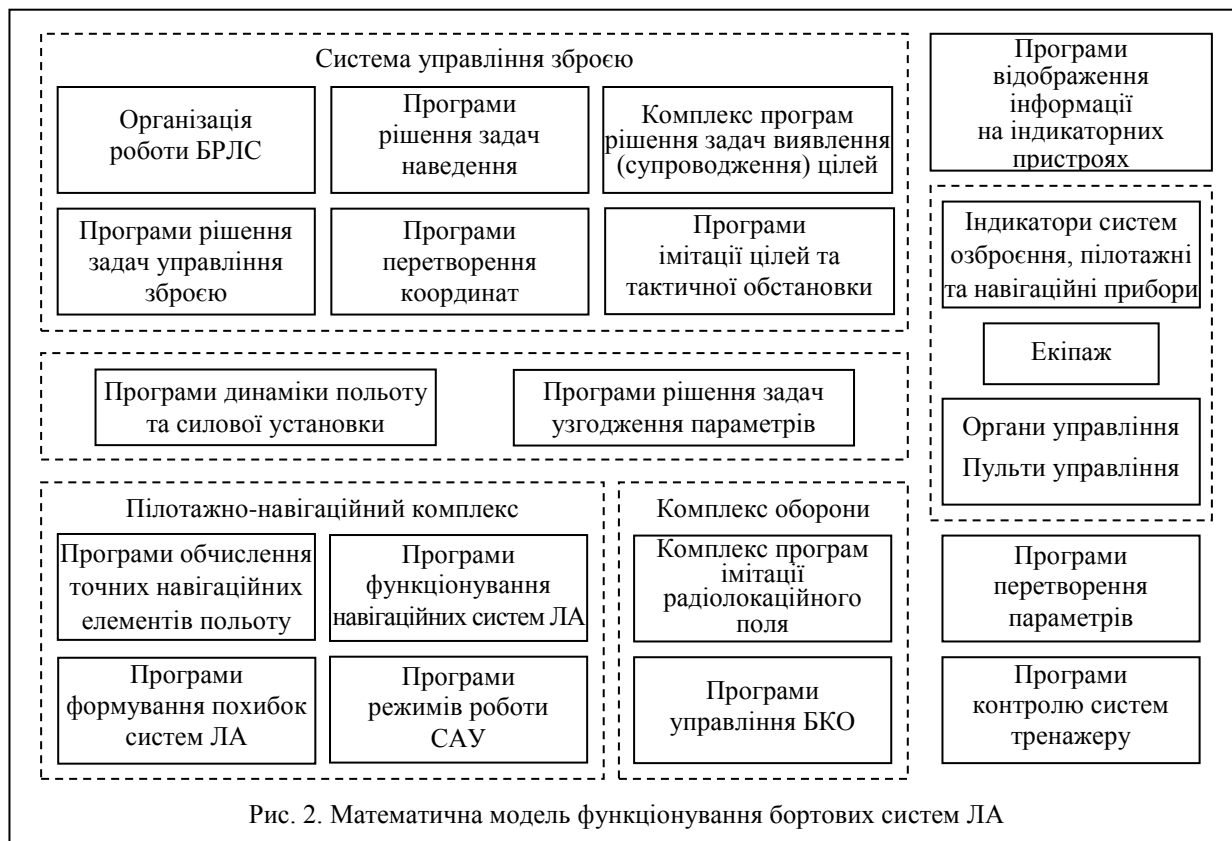 Система управління зброєю
Організація
роботи БРЛС
Програми
рішення задач
наведення
Комплекс програм
рішення задач виявлення
(супроводження) цілей
Програми рішення
задач управління
зброєю
Програми
перетворення
координат
Програми
імітації цілей та
тактичної обстановки
Програми
відображення
інформації
на індикаторних
пристроях
Індикатори систем
озброєння, пілотажні
та навігаційні прибори
Екіпаж
Органи управління
Пульти управління
Програми динаміки польоту
та силової установки
Програми рішення задач
узгодження параметрів
Пілотажно-навігаційний комплекс
Програми обчислення
точних навігаційних
елементів польоту
Програми
функціонування
навігаційних систем ЛА
Програми
формування похибок
систем ЛА
Програми
режимів роботи
САУ
Комплекс оборони
Комплекс програм
імітації
радіолокаційного
поля
Програми
управління БКО
Програми
перетворення
параметрів
Програми
контролю систем
тренажеру
Рис. 2. Математична модель функціонування бортових систем ЛА